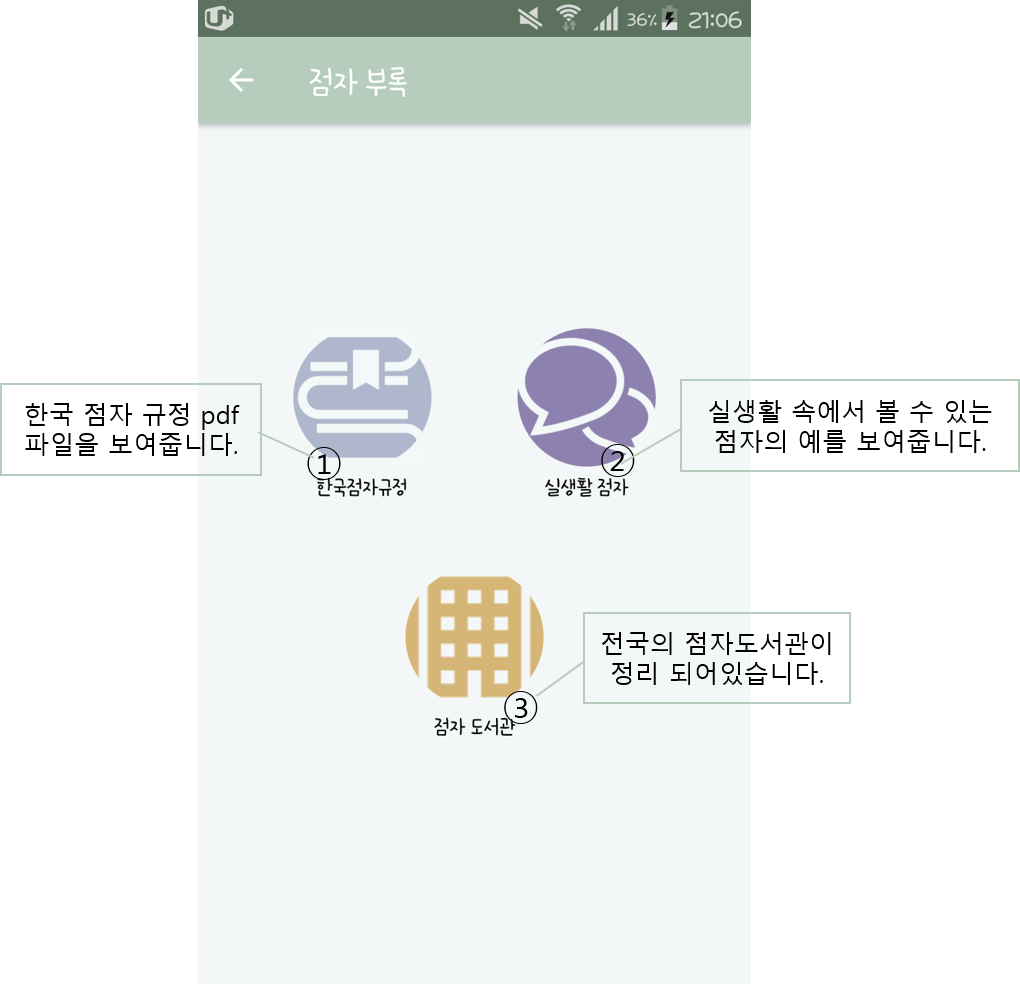 U+
36% 21:06
점자 부록
한국 점자 규정 pdf
파일을 보여줍니다.
실생활 속에서 볼 수 있는
점자의 예를 보여줍니다.
①
한국점자규정
②
실생활 점자
전국의 점자도서관이
정리 되어있습니다.
③
점자 도서관